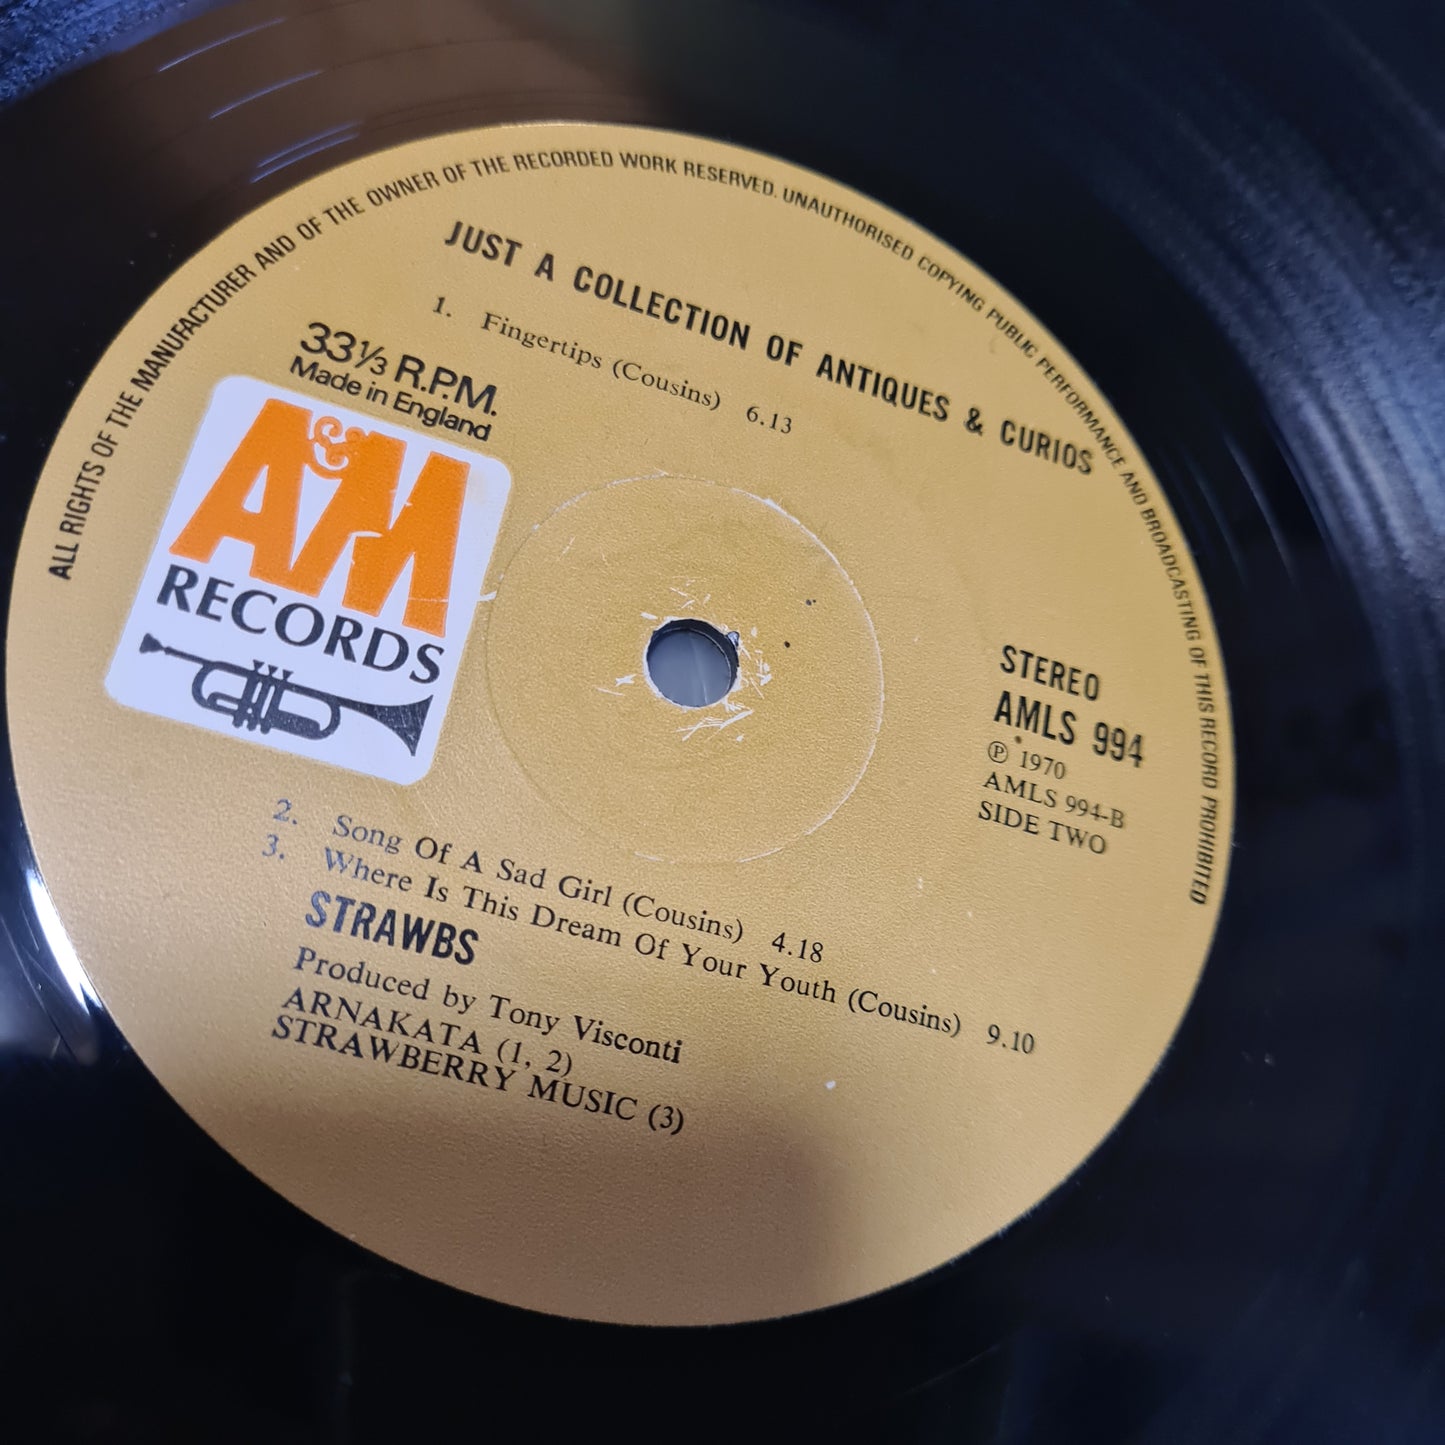 ALL RIGHTS OF THE MANUFACTURER AND OF THE OWNER OF THE RECORDED WORK RESERVED. UNAUTHORISED COPYING PUBLIC PERFORMANCE AND BROADCASTING OF THIS RECORD PROHIBITED
JUST A COLLECTION OF ANTIQUES & CURIOS
1. Fingertips (Cousins) 6.13
33⅓ R.P.M.
Made in England
A&M
RECORDS
STEREO
AMLS 994
℗ 1970
AMLS 994-B
SIDE TWO
2. Song Of A Sad Girl (Cousins) 4.18
3. Where Is This Dream Of Your Youth (Cousins) 9.10
STRAWBS
Produced by Tony Visconti
ARNAKATA (1, 2)
STRAWBERRY MUSIC (3)